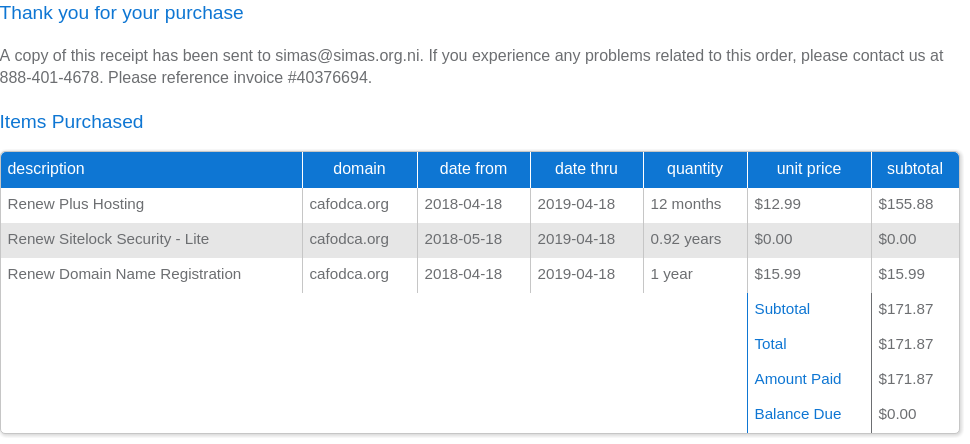 Thank you for your purchase
A copy of this receipt has been sent to simas@simas.org.ni. If you experience any problems related to this order, please contact us at
888-401-4678. Please reference invoice #40376694.
Items Purchased
description domain date from date thru quantity unit price subtotal
Renew Plus Hosting cafodca.org 2018-04-18 2019-04-18 12 months $12.99 $155.88
Renew Sitelock Security - Lite cafodca.org 2018-05-18 2019-04-18 0.92 years $0.00 $0.00
Renew Domain Name Registration cafodca.org 2018-04-18 2019-04-18 1 year $15.99 $15.99
Subtotal $171.87
Total $171.87
Amount Paid $171.87
Balance Due $0.00